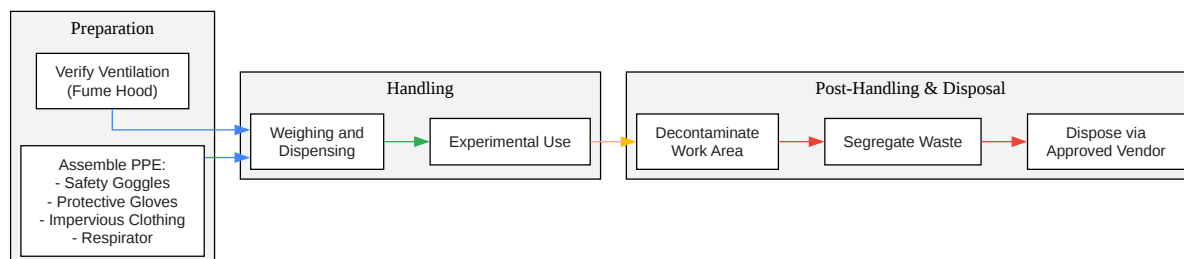 Preparation
Verify Ventilation
(Fume Hood)
Assemble PPE:
- Safety Goggles
- Protective Gloves
- Impervious Clothing
- Respirator
Handling
Weighing and
Dispensing
Experimental Use
Post-Handling & Disposal
Decontaminate
Work Area
Segregate Waste
Dispose via
Approved Vendor